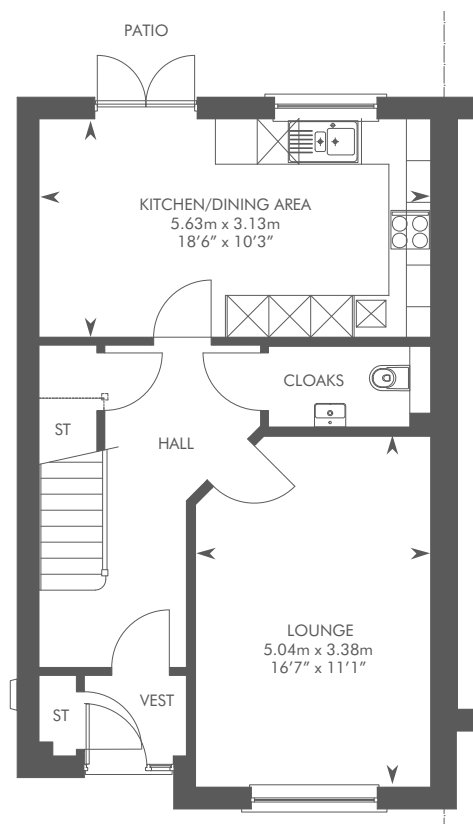 PATIO
KITCHEN/DINING AREA
5.63m x 3.13m
18’6” x 10’3”
CLOAKS
ST
HALL
LOUNGE
5.04m x 3.38m
16’7” x 11’1”
ST
VEST